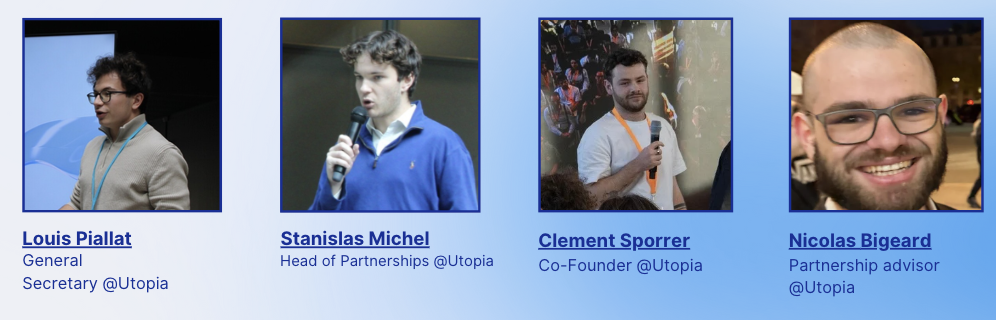 Louis Piallat
General
Secretary @Utopia
Stanislas Michel
Head of Partnerships @Utopia
Clement Sporrer
Co-Founder @Utopia
Nicolas Bigeard
Partnership advisor
@Utopia